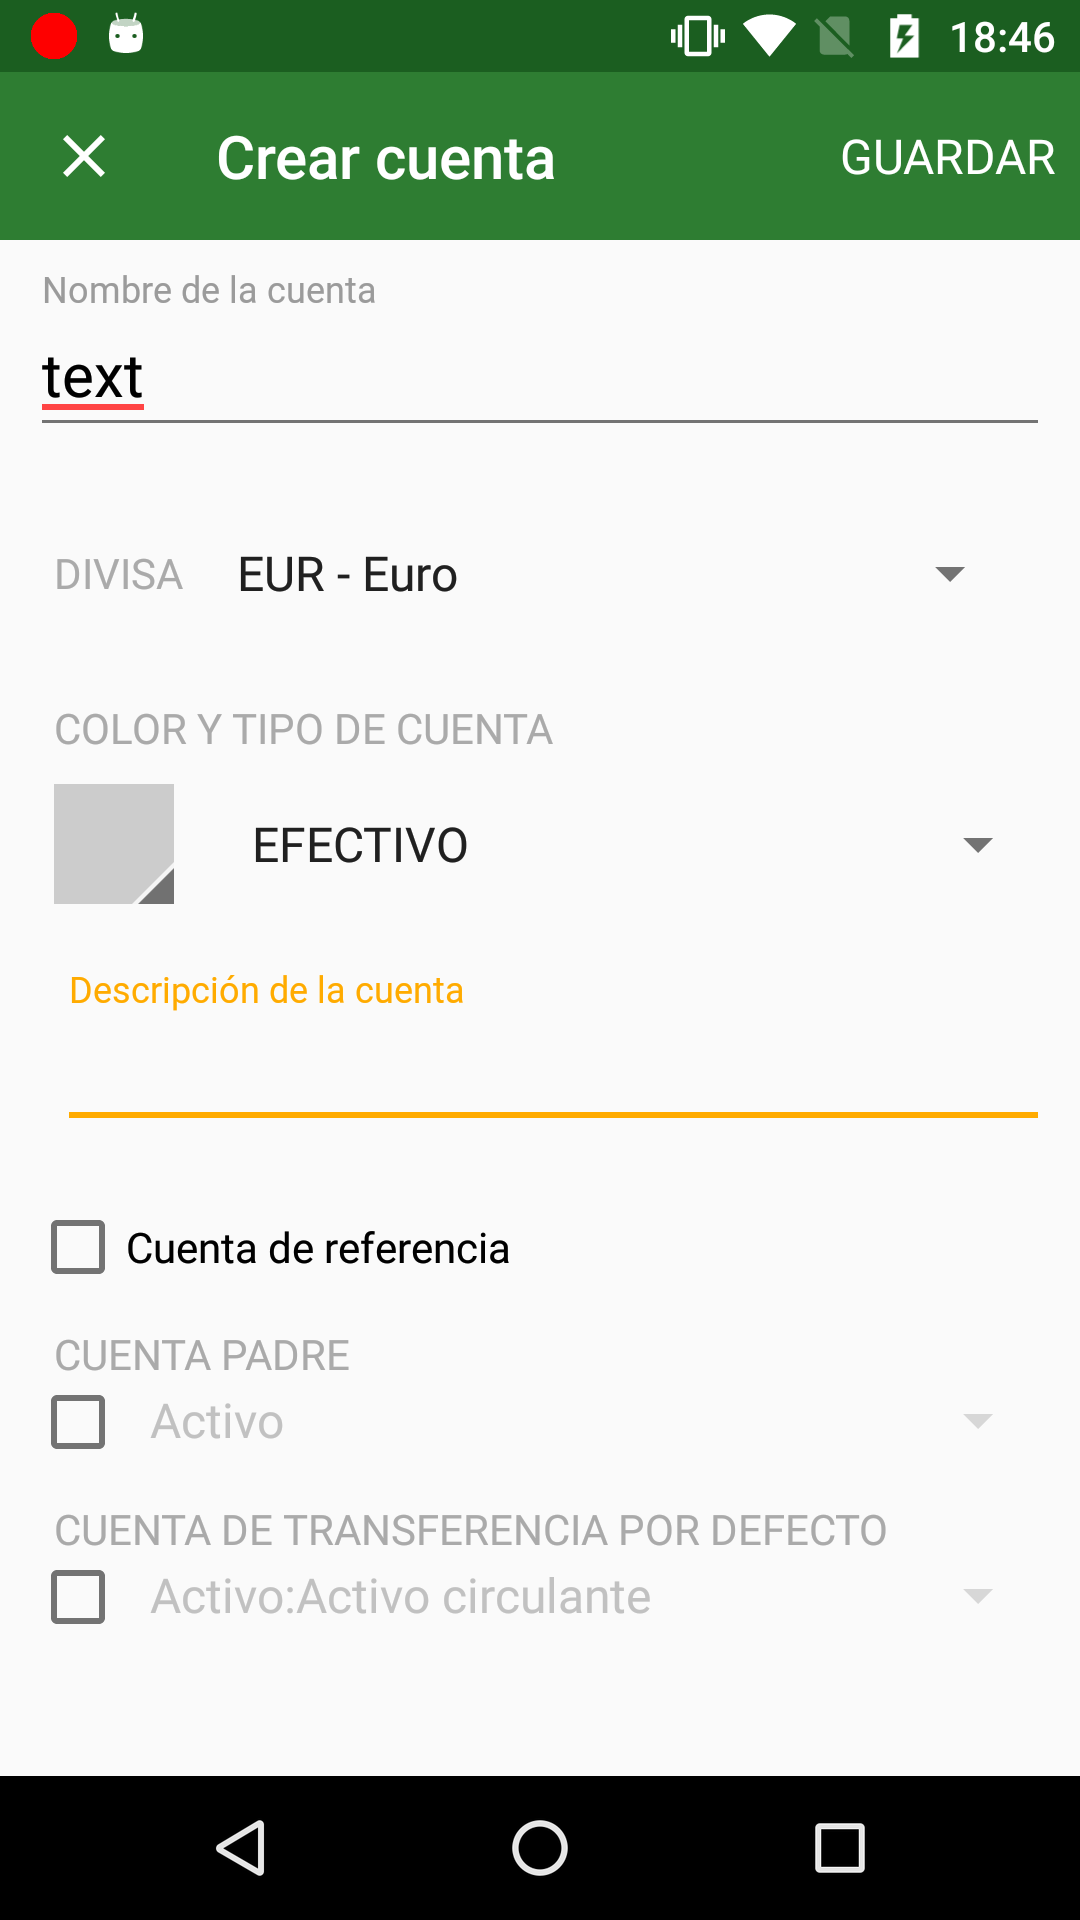 18:46
Crear cuenta
GUARDAR
Nombre de la cuenta
text
DIVISA
EUR - Euro
COLOR Y TIPO DE CUENTA
EFECTIVO
Descripción de la cuenta
Cuenta de referencia
CUENTA PADRE
Activo
CUENTA DE TRANSFERENCIA POR DEFECTO
Activo:Activo circulante